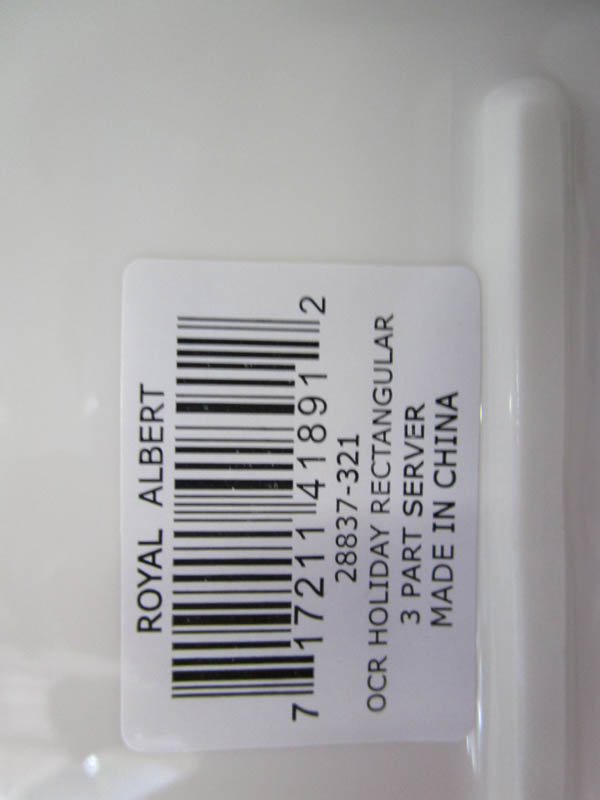 ROYAL ALBERT
7 17211 41891 2
28837-321
OCR HOLIDAY RECTANGULAR
3 PART SERVER
MADE IN CHINA